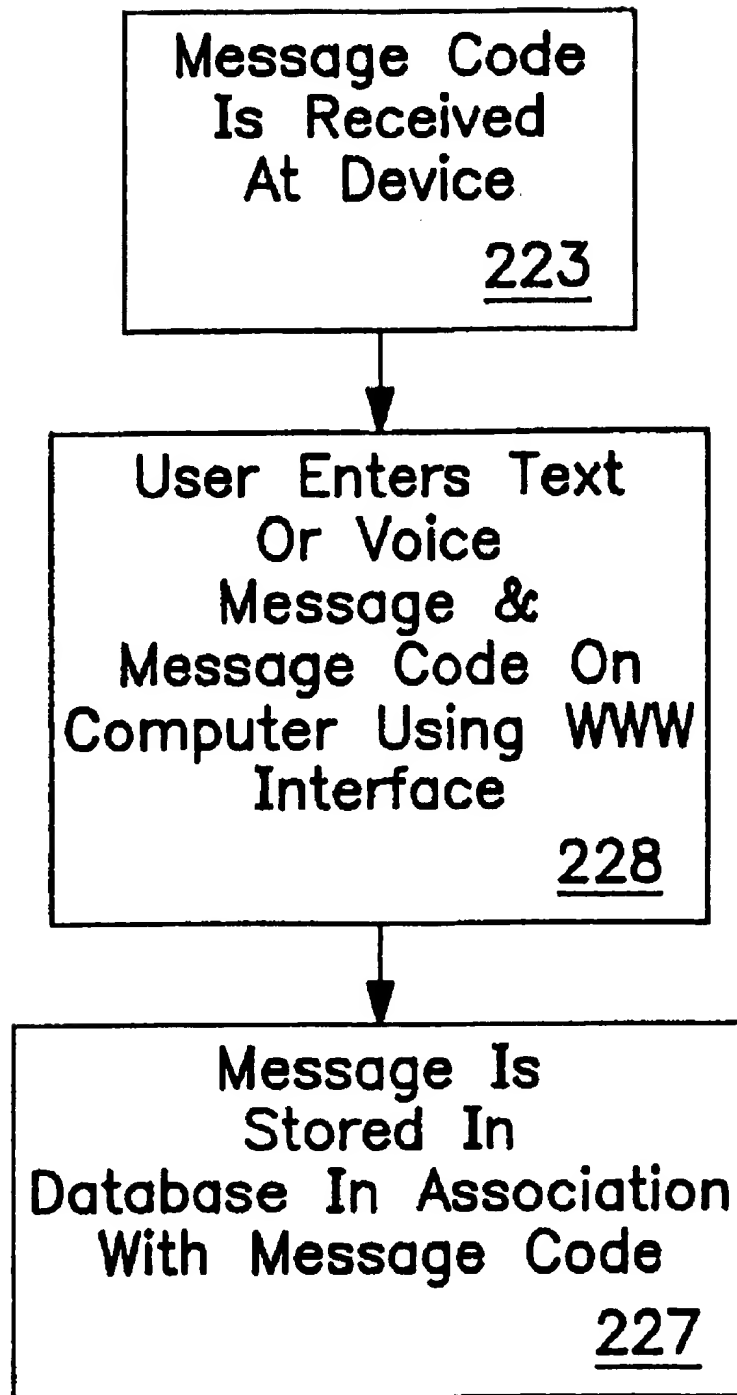 Message Code
Is Received
At Device
223
User Enters Text
Or Voice
Message &
Message Code On
Computer Using WWW
Interface
228
Message Is
Stored In
Database In Association
With Message Code
227